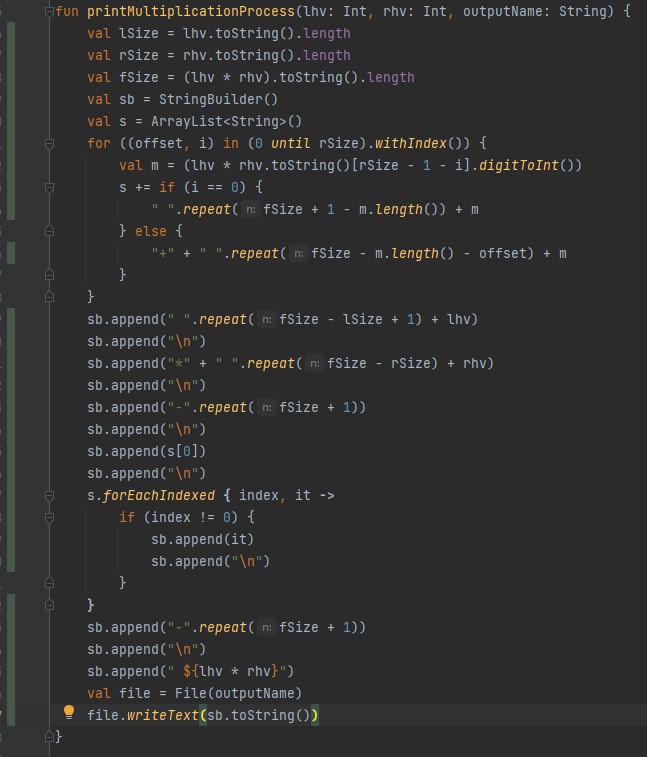 fun printMultiplicationProcess(lhv: Int, rhv: Int, outputName: String) {
    val lSize = lhv.toString().length
    val rSize = rhv.toString().length
    val fSize = (lhv * rhv).toString().length
    val sb = StringBuilder()
    val s = ArrayList<String>()
    for ((offset, i) in (0 until rSize).withIndex()) {
        val m = (lhv * rhv.toString()[rSize - 1 - i].digitToInt())
        s += if (i == 0) {
            " ".repeat( n: fSize + 1 - m.length()) + m
        } else {
            "+" + " ".repeat( n: fSize - m.length() - offset) + m
        }
    }
    sb.append(" ".repeat( n: fSize - lSize + 1) + lhv)
    sb.append("\n")
    sb.append("*" + " ".repeat( n: fSize - rSize) + rhv)
    sb.append("\n")
    sb.append("-".repeat( n: fSize + 1))
    sb.append("\n")
    sb.append(s[0])
    sb.append("\n")
    s.forEachIndexed { index, it ->
        if (index != 0) {
            sb.append(it)
            sb.append("\n")
        }
    }
    sb.append("-".repeat( n: fSize + 1))
    sb.append("\n")
    sb.append(" ${lhv * rhv}")
    val file = File(outputName)
    file.writeText(sb.toString())
}